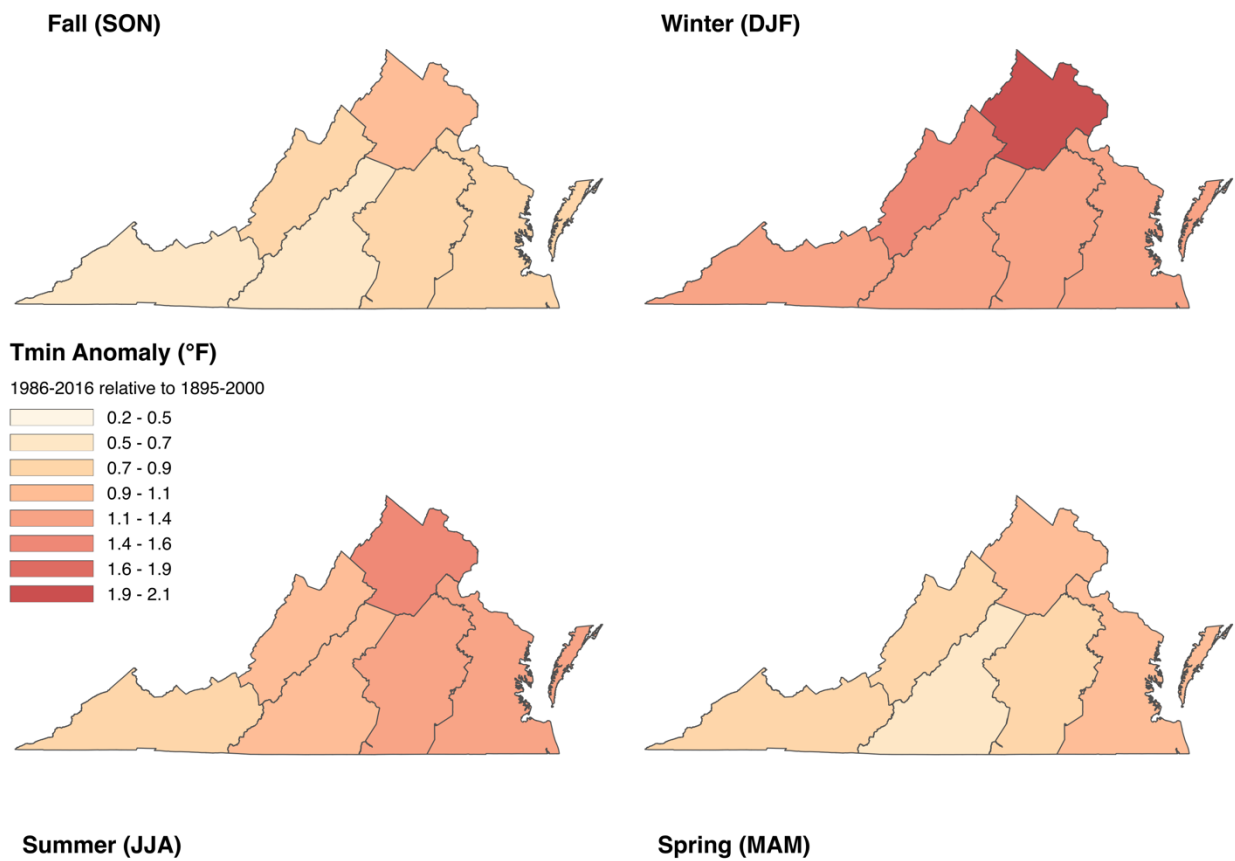 Fall (SON)
Winter (DJF)
Tmin Anomaly (°F)
1986-2016 relative to 1895-2000
0.2 - 0.5
0.5 - 0.7
0.7 - 0.9
0.9 - 1.1
1.1 - 1.4
1.4 - 1.6
1.6 - 1.9
1.9 - 2.1
Summer (JJA)
Spring (MAM)